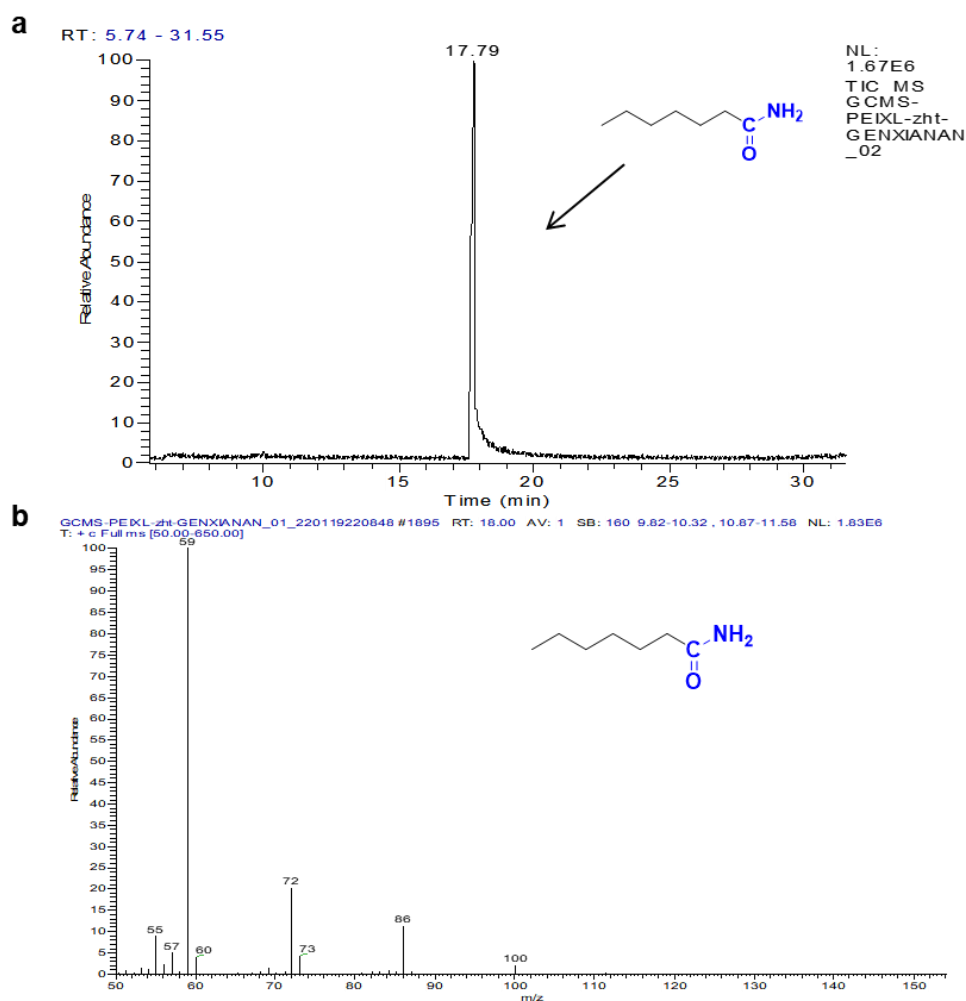 a
RT: 5.74 - 31.55
17.79
NL:
1.67E6
TIC MS
GCMS-
PEIXL-zht-
GENXIANAN
_02
100
90
80
70
60
50
40
30
20
10
0
Relative Abundance
NH2
C
O
10 15 20 25 30
Time (min)
b
GCMS-PEIXL-zht-GENXIANAN_01_220119220848 #1895 RT: 18.00 AV: 1 SB: 160 9.82-10.32 , 10.87-11.58 NL: 1.83E6
T: + c Full ms [50.00-650.00]
59
100
95
90
85
80
75
70
65
60
55
50
45
40
35
30
25
20
15
10
5
0
Relative Abundance
NH2
C
O
72
86
55
57
60
73
100
50 60 70 80 90 100 110 120 130 140 150
m/z